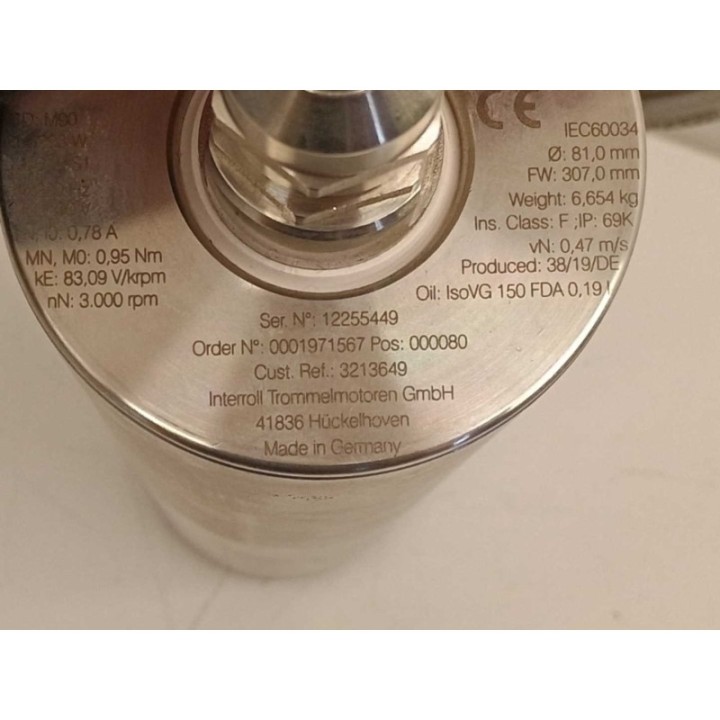 0,78 A
MN, M0: 0,95 Nm
kE: 83,09 V/krpm
nN: 3.000 rpm
CE
IEC60034
Ø: 81,0 mm
FW: 307,0 mm
Weight: 6,654 kg
Ins. Class: F ;IP: 69K
vN: 0,47 m/s
Produced: 38/19/DE
Oil: IsoVG 150 FDA 0,19 l
Ser. N°: 12255449
Order N°: 0001971567 Pos: 000080
Cust. Ref.: 3213649
Interroll Trommelmotoren GmbH
41836 Hückelhoven
Made in Germany